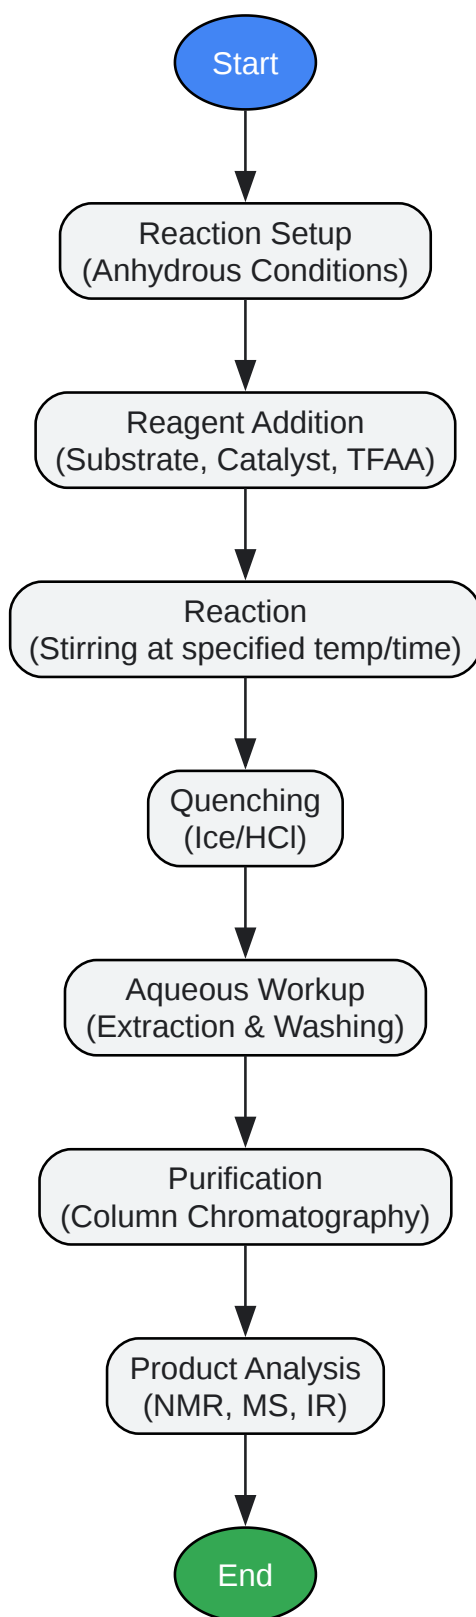 Start
Reaction Setup
(Anhydrous Conditions)
Reagent Addition
(Substrate, Catalyst, TFAA)
Reaction
(Stirring at specified temp/time)
Quenching
(Ice/HCl)
Aqueous Workup
(Extraction & Washing)
Purification
(Column Chromatography)
Product Analysis
(NMR, MS, IR)
End